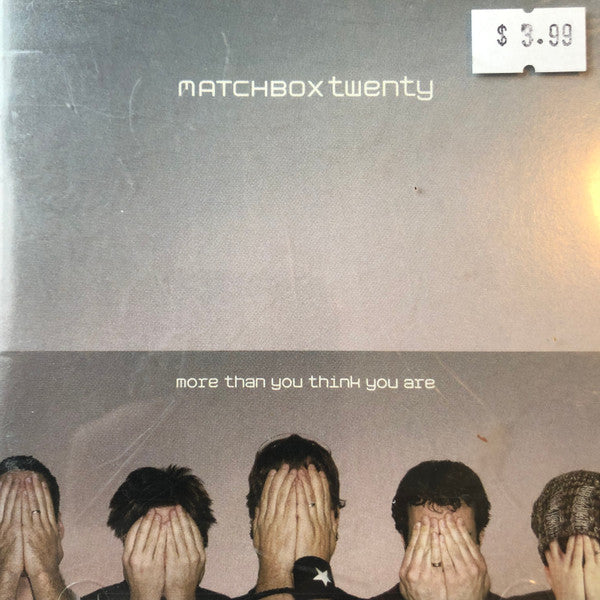 $ 3.99
MATCHBOX twenty
more than you think you are